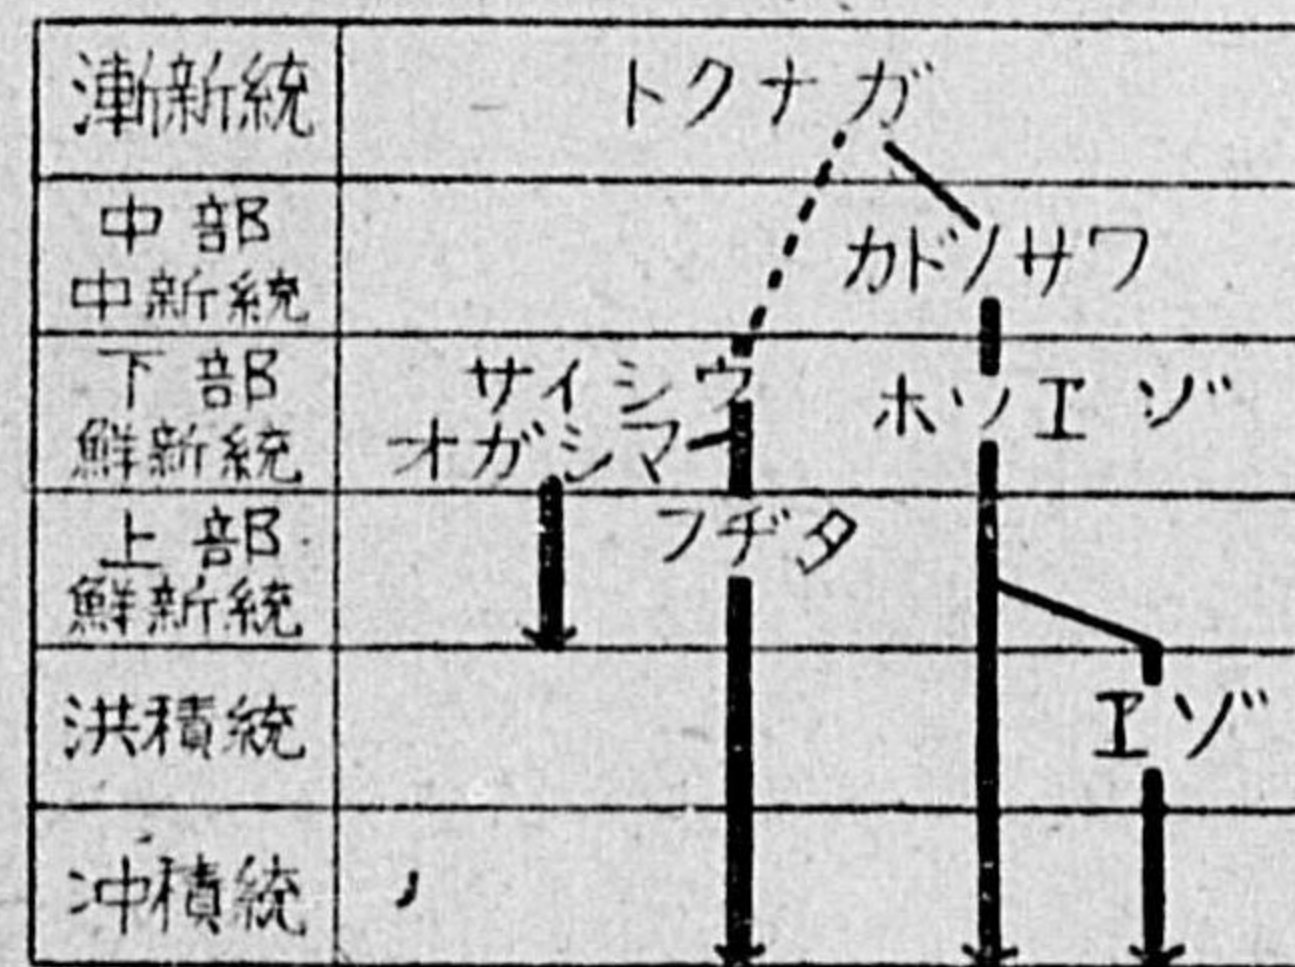 漸新統
トクナガ
中部
中新統
カドノサワ
下部
鮮新統
サイシウ
オガシマ
ホソエゾ
上部
鮮新統
フヂタ
洪積統
エゾ
沖積統